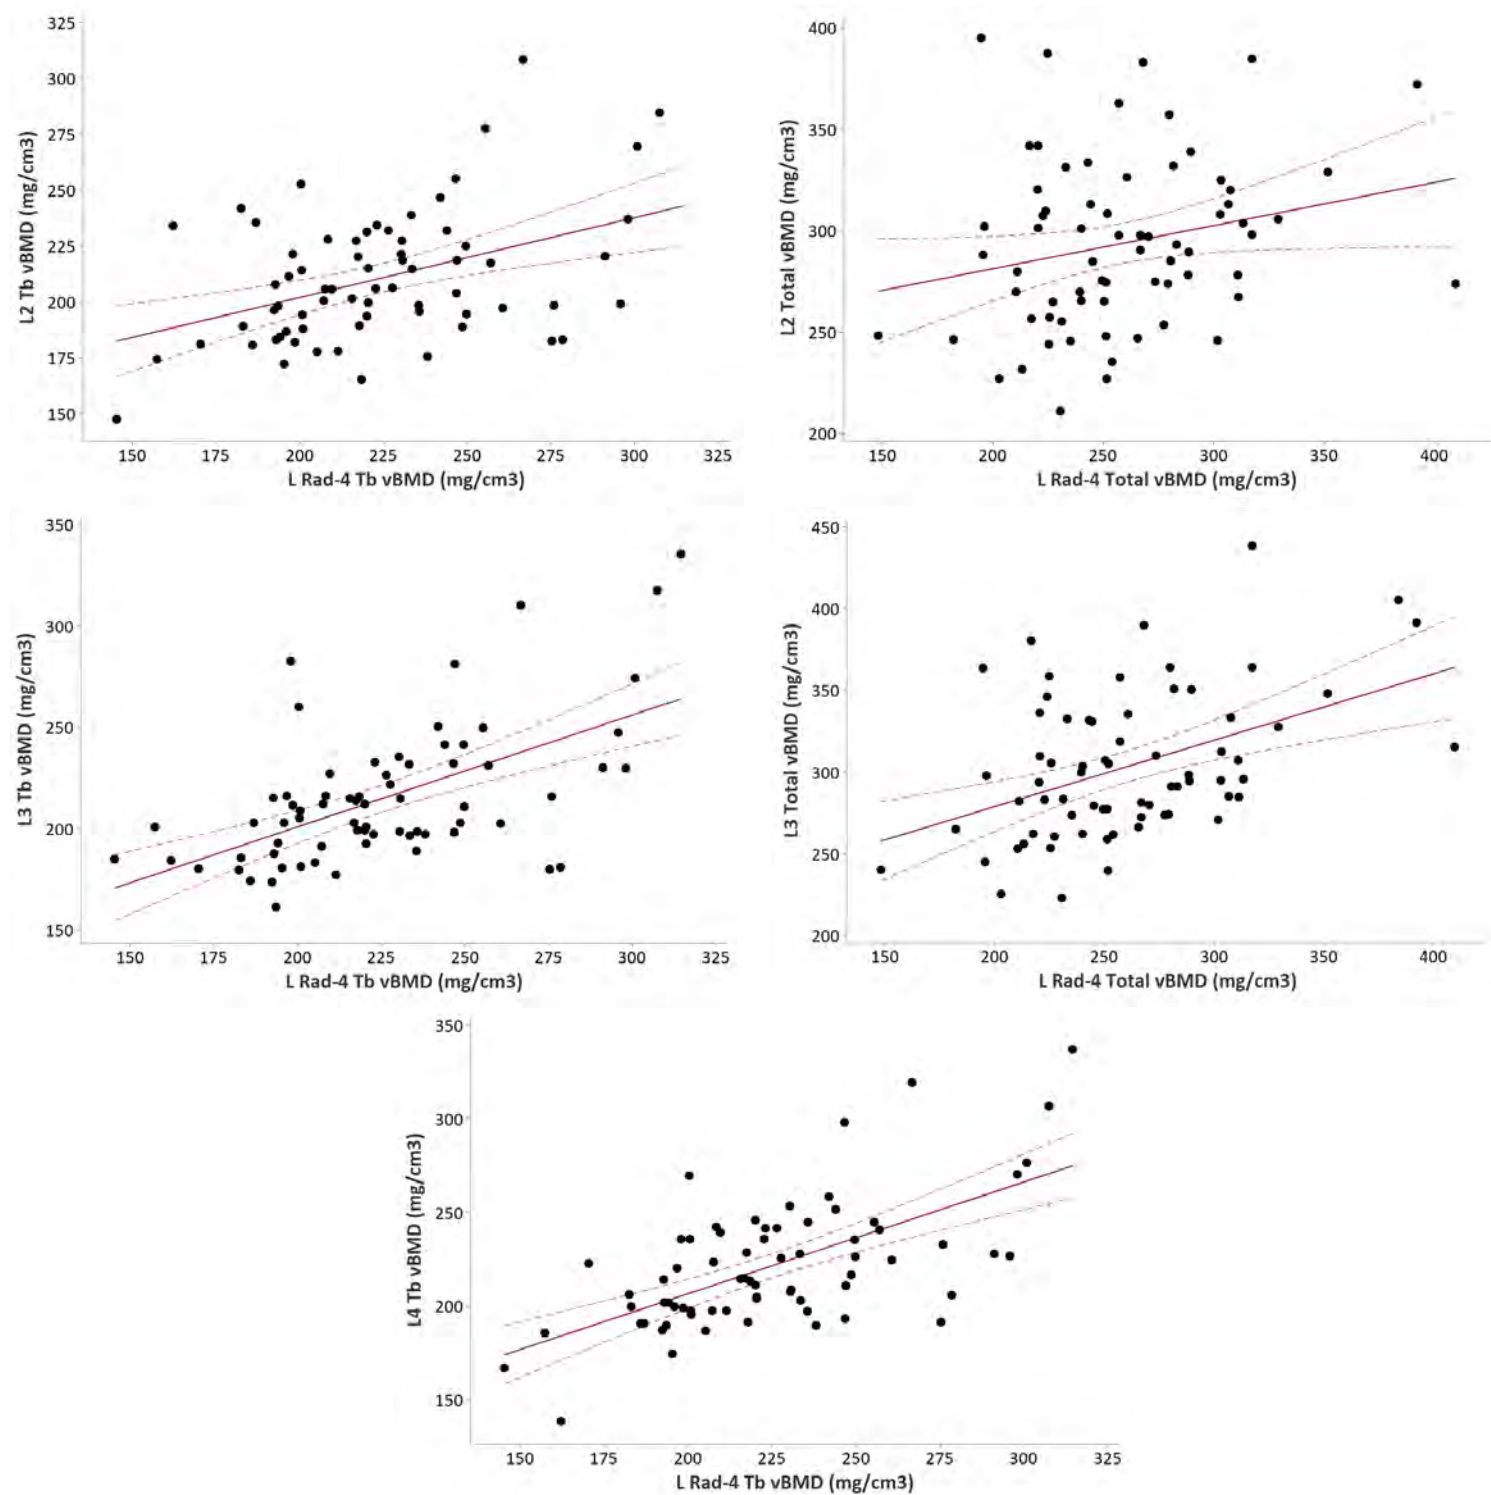 325
300
275
250
225
200
175
150
L2 Tb vBMD (mg/cm3)
150 175 200 225 250 275 300 325
L Rad-4 Tb vBMD (mg/cm3)
400
350
300
250
200
L2 Total vBMD (mg/cm3)
150 200 250 300 350 400
L Rad-4 Total vBMD (mg/cm3)
350
300
250
200
150
L3 Tb vBMD (mg/cm3)
150 175 200 225 250 275 300 325
L Rad-4 Tb vBMD (mg/cm3)
450
400
350
300
250
200
L3 Total vBMD (mg/cm3)
150 200 250 300 350 400
L Rad-4 Total vBMD (mg/cm3)
350
300
250
200
150
L4 Tb vBMD (mg/cm3)
150 175 200 225 250 275 300 325
L Rad-4 Tb vBMD (mg/cm3)